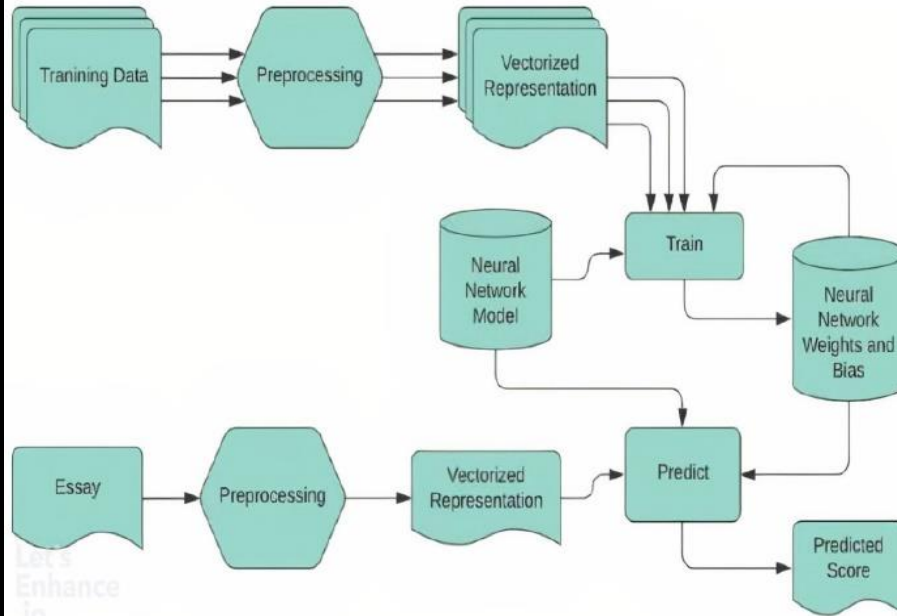 Tranining Data
Preprocessing
Vectorized
Representation
Train
Neural
Network
Model
Neural
Network
Weights and
Bias
Essay
Preprocessing
Vectorized
Representation
Predict
Predicted
Score
Let's
Enhance
.io